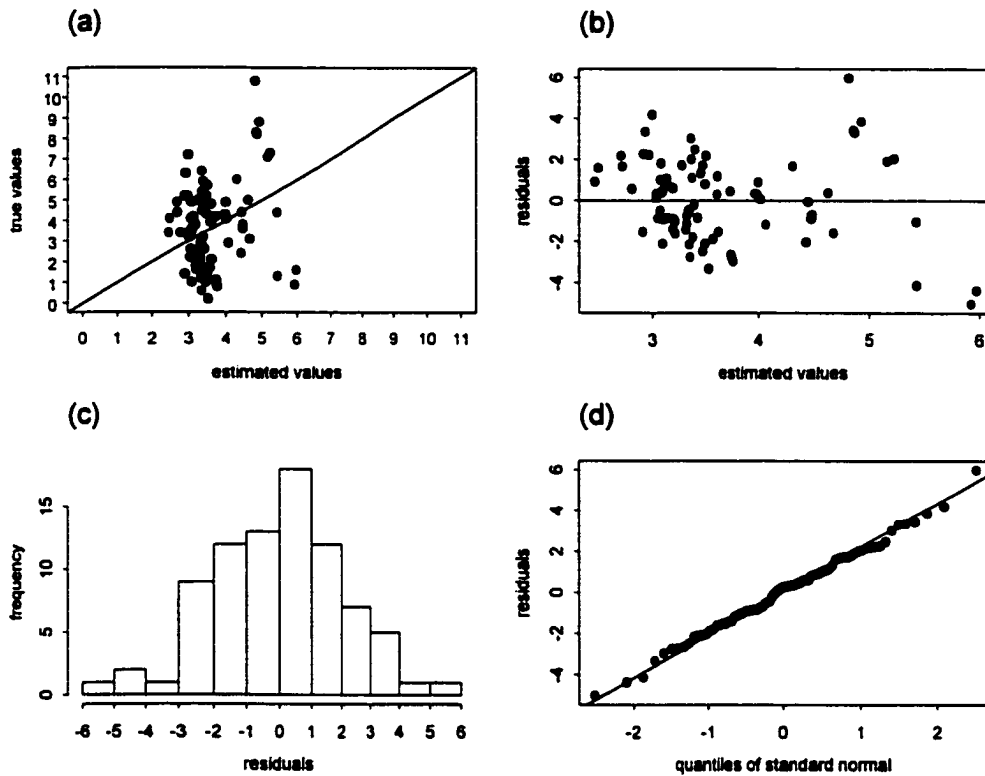 (a)
true values
11
10
9
8
7
6
5
4
3
2
1
0
0 1 2 3 4 5 6 7 8 9 10 11
estimated values
(b)
residuals
6
4
2
0
-2
-4
3 4 5 6
estimated values
(c)
frequency
15
10
5
0
-6 -5 -4 -3 -2 -1 0 1 2 3 4 5 6
residuals
(d)
residuals
6
4
2
0
-2
-4
-2 -1 0 1 2
quantiles of standard normal